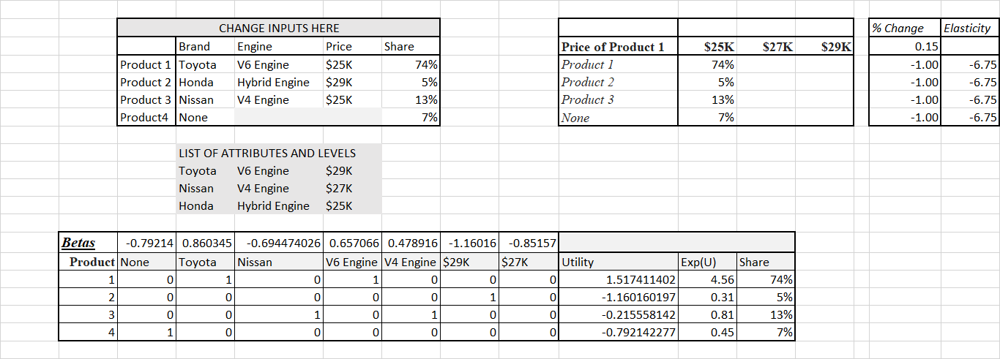 CHANGE INPUTS HERE % Change Elasticity
Brand Engine Price Share Price of Product 1 $25K $27K $29K 0.15
Product 1 Toyota V6 Engine $25K 74% Product 1 74% -1.00 -6.75
Product 2 Honda Hybrid Engine $29K 5% Product 2 5% -1.00 -6.75
Product 3 Nissan V4 Engine $25K 13% Product 3 13% -1.00 -6.75
Product4 None 7% None 7% -1.00 -6.75
LIST OF ATTRIBUTES AND LEVELS
Toyota V6 Engine $29K
Nissan V4 Engine $27K
Honda Hybrid Engine $25K
Betas -0.79214 0.860345 -0.694474026 0.657066 0.478916 -1.16016 -0.85157
Product None Toyota Nissan V6 Engine V4 Engine $29K $27K Utility Exp(U) Share
1 0 1 0 1 0 0 0 1.517411402 4.56 74%
2 0 0 0 0 0 1 0 -1.160160197 0.31 5%
3 0 0 1 0 1 0 0 -0.215558142 0.81 13%
4 1 0 0 0 0 0 0 -0.792142277 0.45 7%